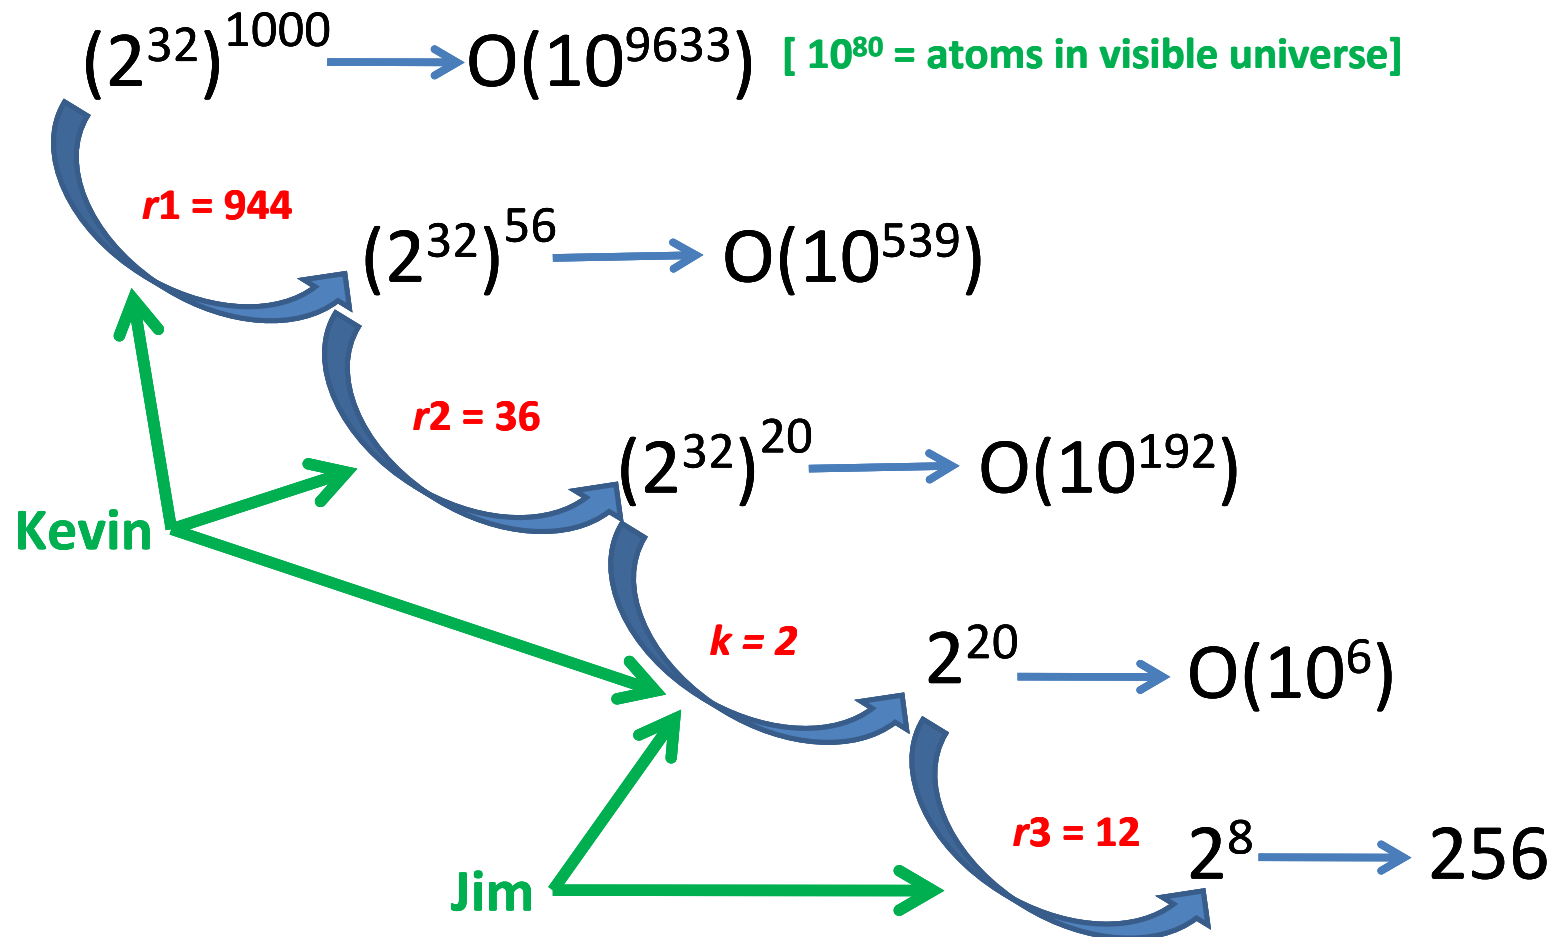 (2³²)¹⁰⁰⁰ O(10⁹⁶³³) [ 10⁸⁰ = atoms in visible universe]
r1 = 944
(2³²)⁵⁶ O(10⁵³⁹)
r2 = 36
(2³²)²⁰ O(10¹⁹²)
Kevin
k = 2
2²⁰ O(10⁶)
r3 = 12
2⁸ 256
Jim